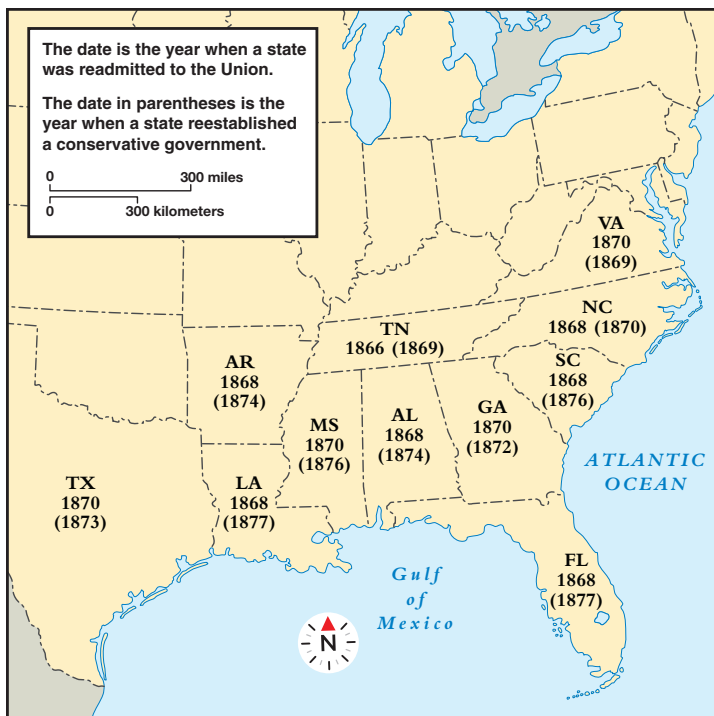 The date is the year when a state
was readmitted to the Union.
The date in parentheses is the
year when a state reestablished
a conservative government.
0 300 miles
0 300 kilometers
VA
1870
(1869)
NC
1868 (1870)
TN
1866 (1869)
SC
1868
(1876)
AR
1868
(1874)
GA
1870
(1872)
AL
1868
(1874)
MS
1870
(1876)
TX
1870
(1873)
LA
1868
(1877)
ATLANTIC
OCEAN
FL
1868
(1877)
Gulf
of
Mexico
N